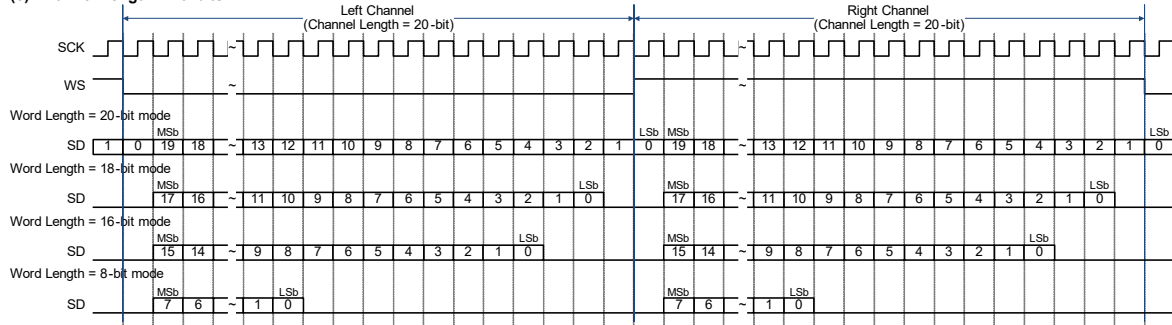 Left Channel Right Channel
(Channel Length = 20-bit) (Channel Length = 20-bit)
SCK ~ ~
WS ~ ~
Word Length = 20-bit mode
MSb LSb MSb LSb
SD 1 0 19 18 ~ 13 12 11 10 9 8 7 6 5 4 3 2 1 0 19 18 ~ 13 12 11 10 9 8 7 6 5 4 3 2 1 0
Word Length = 18-bit mode
MSb LSb MSb LSb
SD 17 16 ~ 11 10 9 8 7 6 5 4 3 2 1 0 17 16 ~ 11 10 9 8 7 6 5 4 3 2 1 0
Word Length = 16-bit mode
MSb LSb MSb LSb
SD 15 14 ~ 9 8 7 6 5 4 3 2 1 0 15 14 ~ 9 8 7 6 5 4 3 2 1 0
Word Length = 8-bit mode
MSb LSb MSb LSb
SD 7 6 ~ 1 0 7 6 ~ 1 0